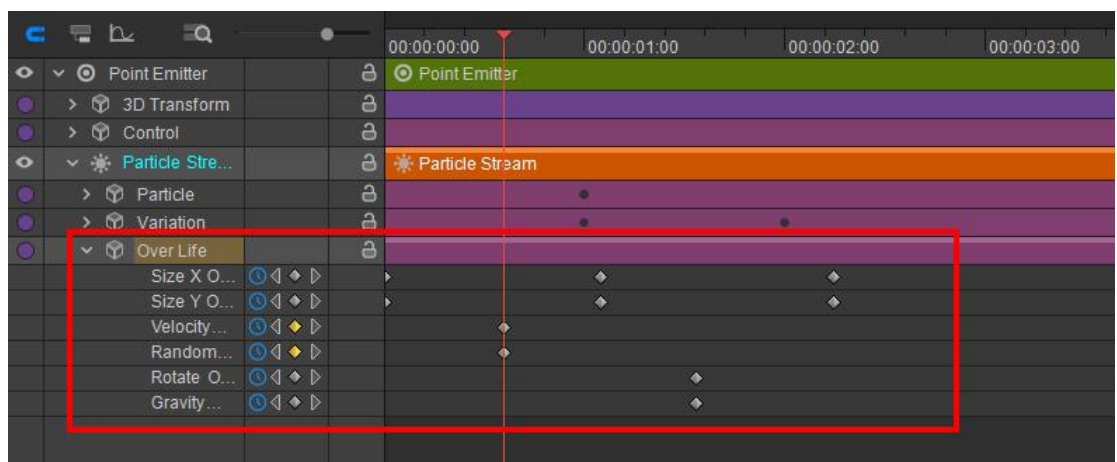 00:00:00:00 00:00:01:00 00:00:02:00 00:00:03:00
Point Emitter Point Emitter
3D Transform
Control
Particle Stre... Particle Stream
Particle
Variation
Over Life
Size X O...
Size Y O...
Velocity...
Random...
Rotate O...
Gravity...